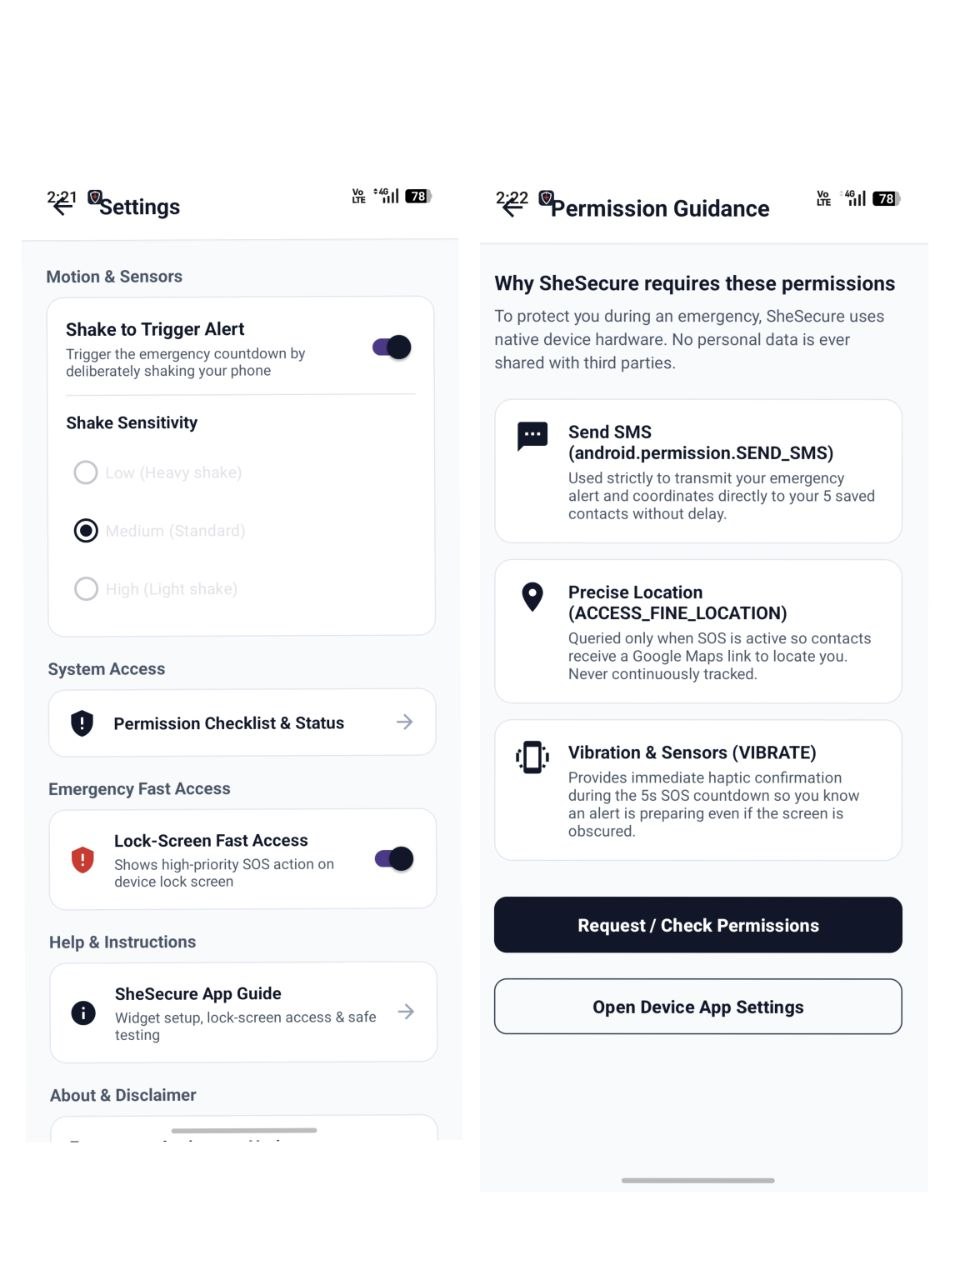 2:21
Vo
LTE
4G
78
Settings
Motion & Sensors
Shake to Trigger Alert
Trigger the emergency countdown by
deliberately shaking your phone
Shake Sensitivity
Low (Heavy shake)
Medium (Standard)
High (Light shake)
System Access
Permission Checklist & Status
Emergency Fast Access
Lock-Screen Fast Access
Shows high-priority SOS action on
device lock screen
Help & Instructions
SheSecure App Guide
Widget setup, lock-screen access & safe
testing
About & Disclaimer
2:22
Vo
LTE
4G
78
Permission Guidance
Why SheSecure requires these permissions
To protect you during an emergency, SheSecure uses
native device hardware. No personal data is ever
shared with third parties.
Send SMS
(android.permission.SEND_SMS)
Used strictly to transmit your emergency
alert and coordinates directly to your 5 saved
contacts without delay.
Precise Location
(ACCESS_FINE_LOCATION)
Queried only when SOS is active so contacts
receive a Google Maps link to locate you.
Never continuously tracked.
Vibration & Sensors (VIBRATE)
Provides immediate haptic confirmation
during the 5s SOS countdown so you know
an alert is preparing even if the screen is
obscured.
Request / Check Permissions
Open Device App Settings